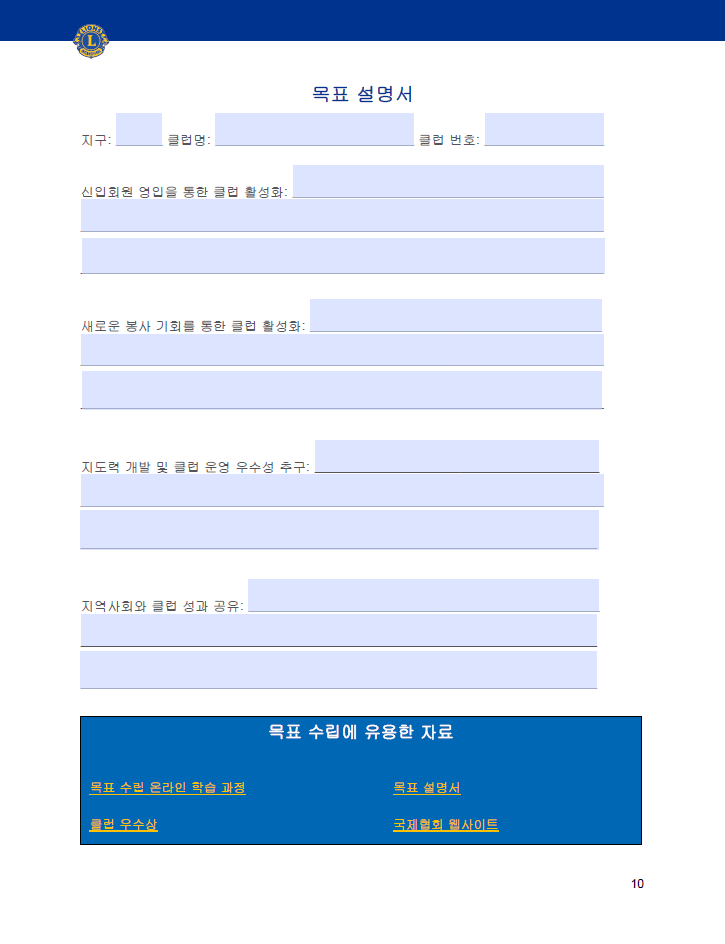 LIONS
L
목표 설명서
지구: 클럽명: 클럽 번호:
신입회원 영입을 통한 클럽 활성화:
새로운 봉사 기회를 통한 클럽 활성화:
지도력 개발 및 클럽 운영 우수성 추구:
지역사회와 클럽 성과 공유:
목표 수립에 유용한 자료
목표 수립 온라인 학습 과정 목표 설명서
클럽 우수상 국제협회 웹사이트
10